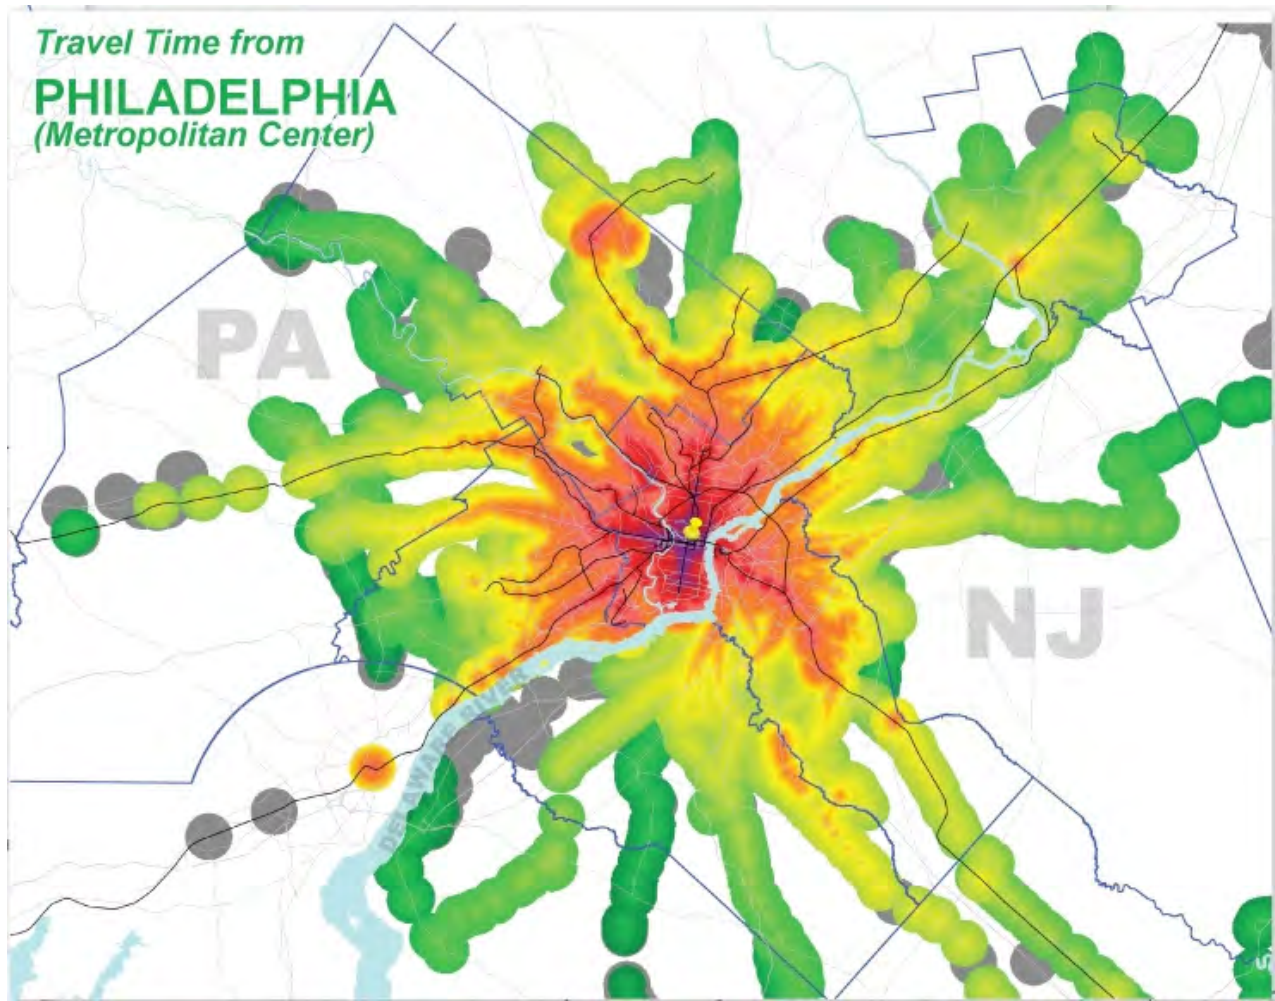 Travel Time from
PHILADELPHIA
(Metropolitan Center)
PA
NJ
DELAWARE RIVER